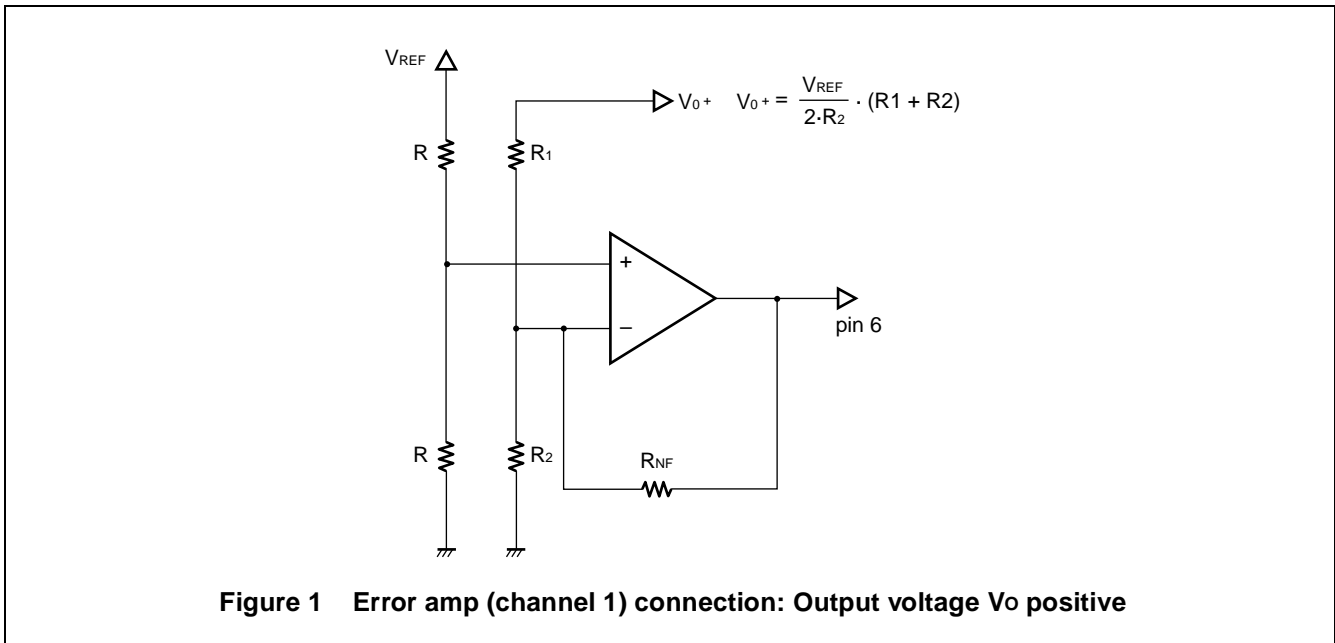 VREF
V0 + V0 + = VREF / 2·R2 · (R1 + R2)
R R1
+
−
pin 6
R R2 RNF
Figure 1 Error amp (channel 1) connection: Output voltage VO positive